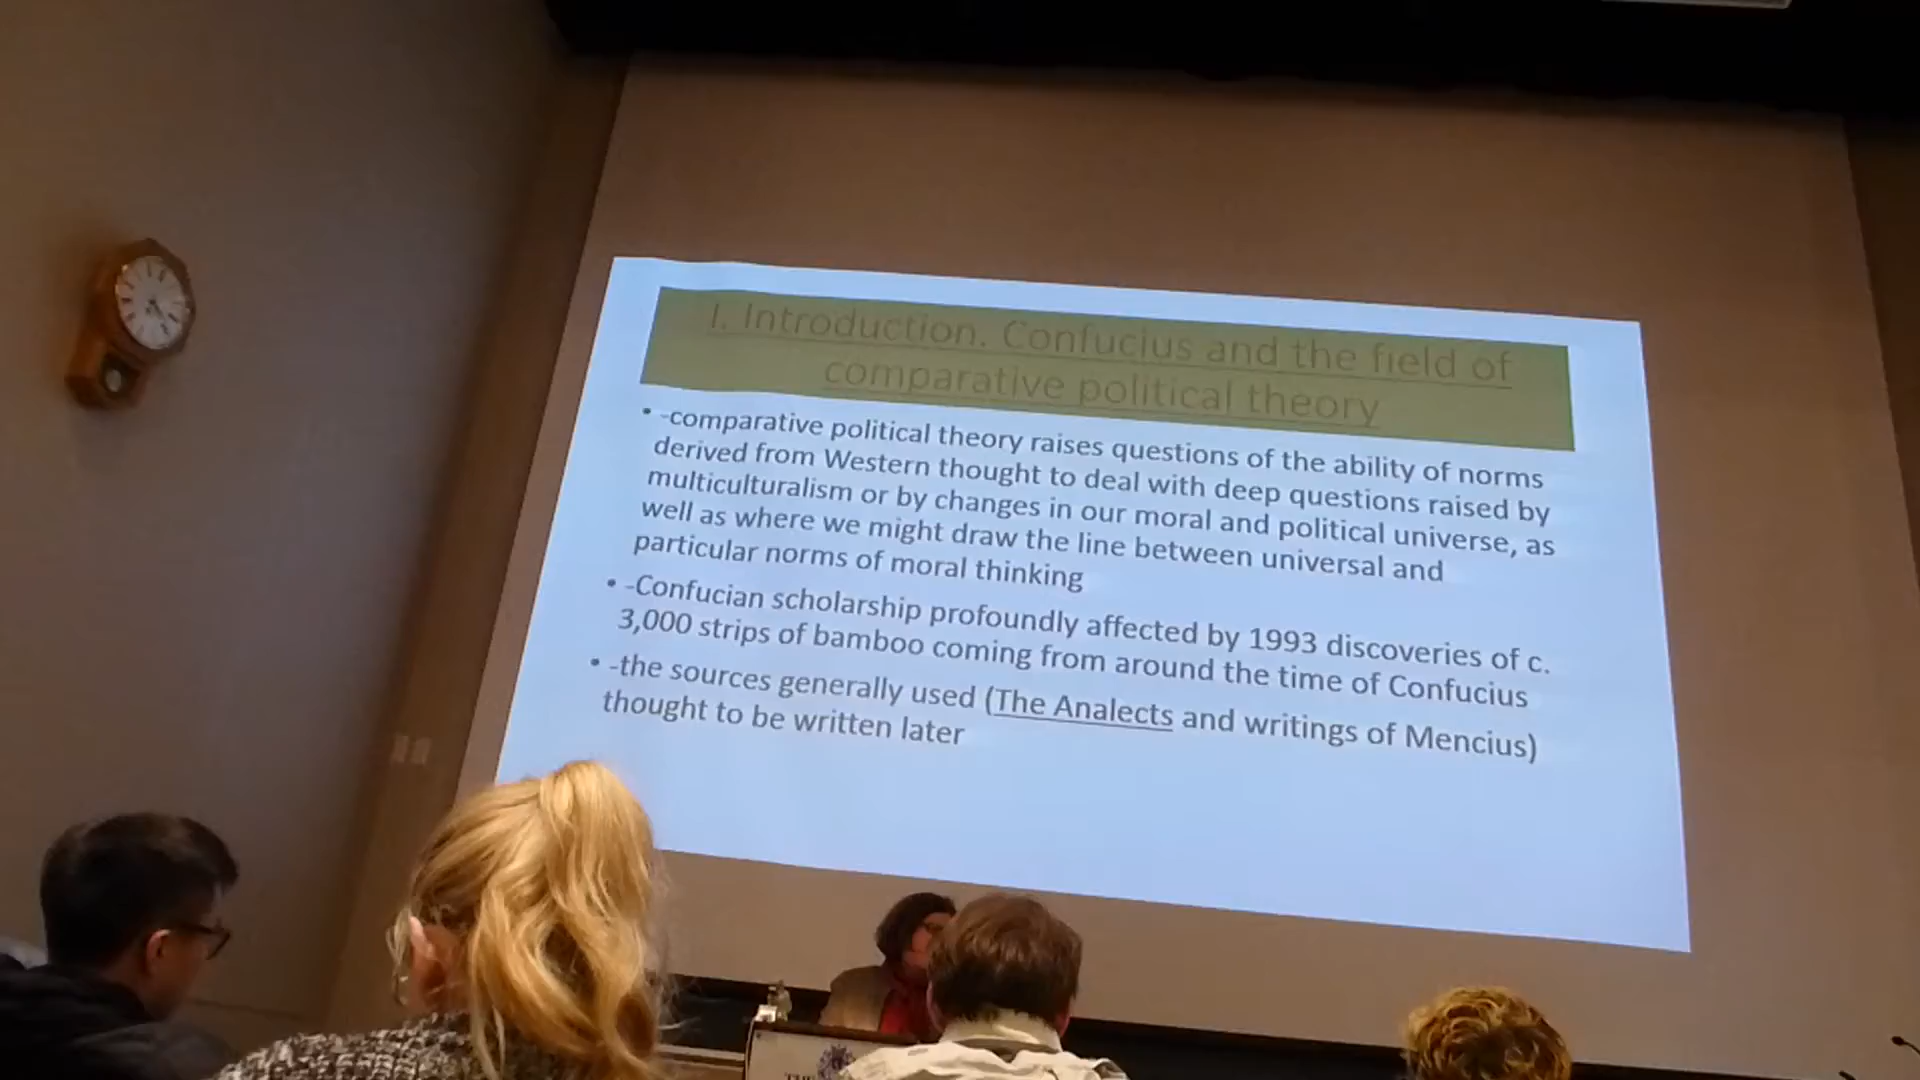 I. Introduction. Confucius and the field of
comparative political theory
• -comparative political theory raises questions of the ability of norms
derived from Western thought to deal with deep questions raised by
multiculturalism or by changes in our moral and political universe, as
well as where we might draw the line between universal and
particular norms of moral thinking
• -Confucian scholarship profoundly affected by 1993 discoveries of c.
3,000 strips of bamboo coming from around the time of Confucius
• -the sources generally used (The Analects and writings of Mencius)
thought to be written later